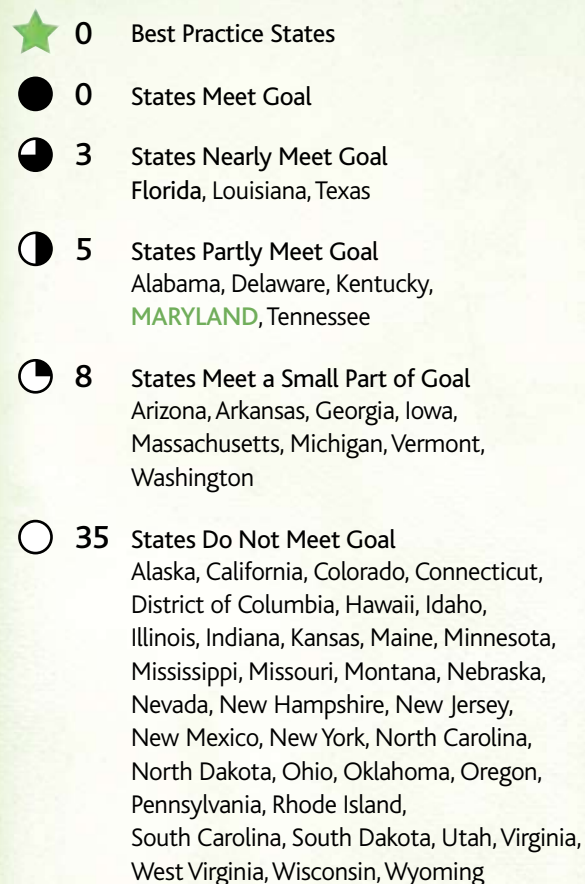 0 Best Practice States
0 States Meet Goal
3 States Nearly Meet Goal
Florida, Louisiana, Texas
5 States Partly Meet Goal
Alabama, Delaware, Kentucky,
MARYLAND, Tennessee
8 States Meet a Small Part of Goal
Arizona, Arkansas, Georgia, Iowa,
Massachusetts, Michigan, Vermont,
Washington
35 States Do Not Meet Goal
Alaska, California, Colorado, Connecticut,
District of Columbia, Hawaii, Idaho,
Illinois, Indiana, Kansas, Maine, Minnesota,
Mississippi, Missouri, Montana, Nebraska,
Nevada, New Hampshire, New Jersey,
New Mexico, New York, North Carolina,
North Dakota, Ohio, Oklahoma, Oregon,
Pennsylvania, Rhode Island,
South Carolina, South Dakota, Utah, Virginia,
West Virginia, Wisconsin, Wyoming